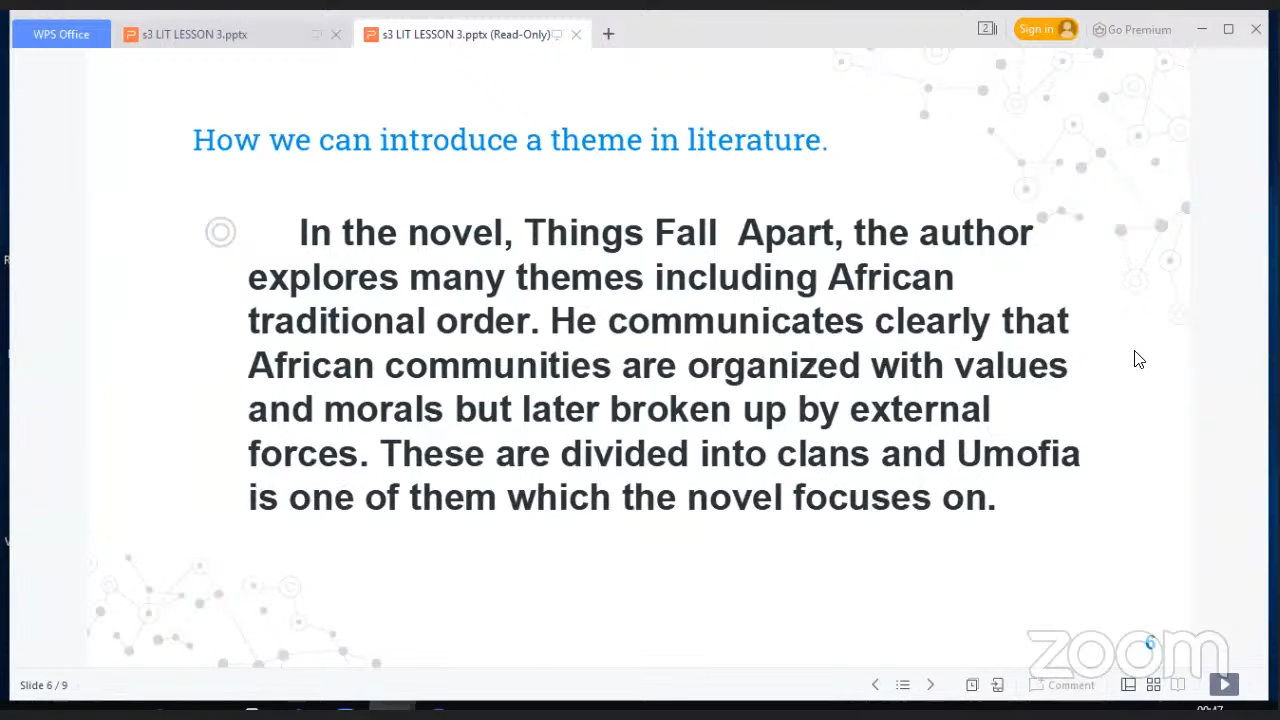 WPS Office
s3 LIT LESSON 3.pptx
s3 LIT LESSON 3.pptx (Read-Only)
2
Sign in
Go Premium
How we can introduce a theme in literature.
In the novel, Things Fall Apart, the author
explores many themes including African
traditional order. He communicates clearly that
African communities are organized with values
and morals but later broken up by external
forces. These are divided into clans and Umofia
is one of them which the novel focuses on.
6
zoom
Slide 6 / 9
Comment